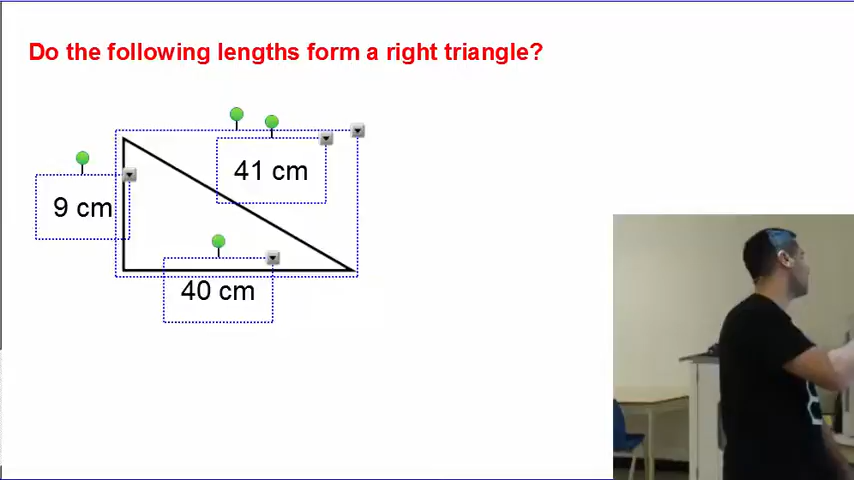 Do the following lengths form a right triangle?
41 cm
9 cm
40 cm